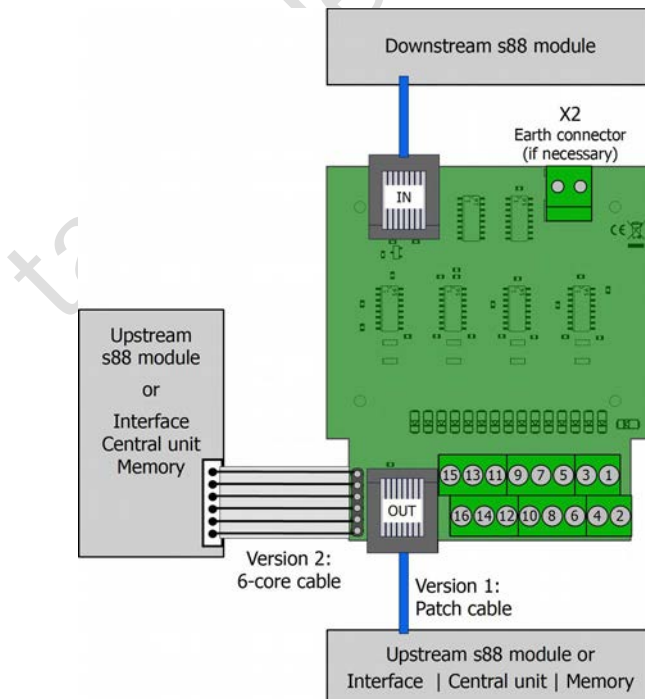 Downstream s88 module
X2
Earth connector
(if necessary)
IN
CE
Upstream
s88 module
or
Interface
Central unit
Memory
15 13 11 9 7 5 3 1
OUT
16 14 12 10 8 6 4 2
Version 2:
6-core cable
Version 1:
Patch cable
Upstream s88 module or
Interface | Central unit | Memory